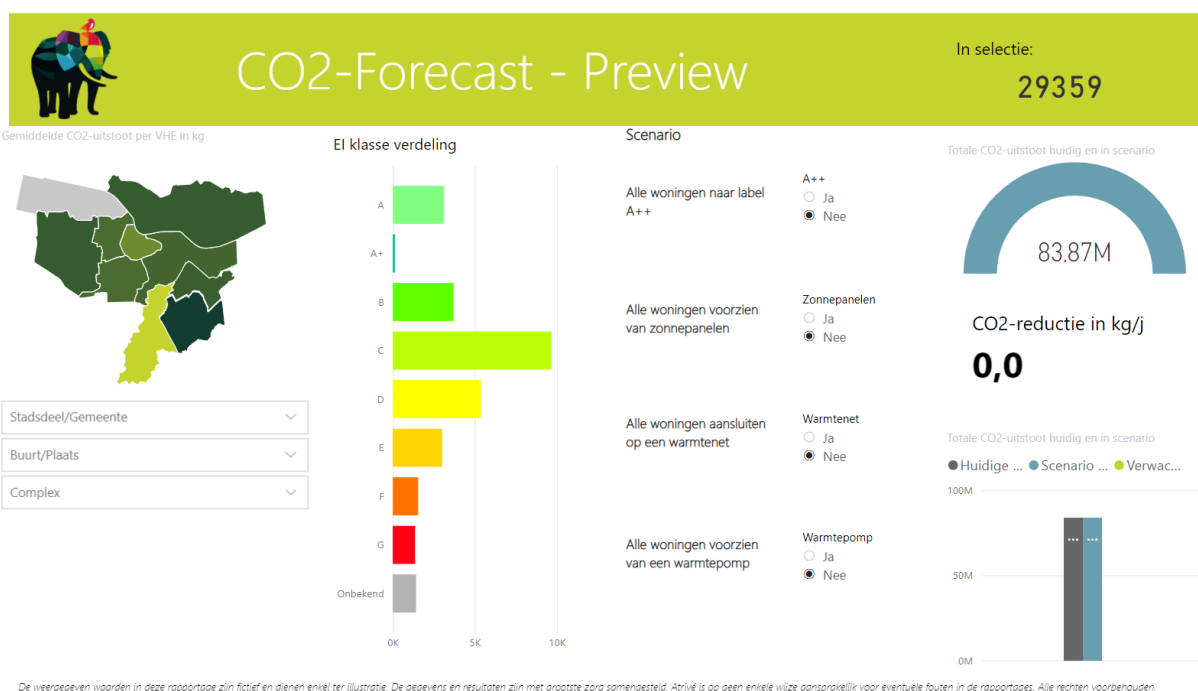 CO2-Forecast - Preview
In selectie:
29359
Gemiddelde CO2-uitstoot per VHE in kg
Stadsdeel/Gemeente
Buurt/Plaats
Complex
EI klasse verdeling
A
A+
B
C
D
E
F
G
Onbekend
0K
5K
10K
Scenario
Alle woningen naar label
A++
A++
Ja
Nee
Alle woningen voorzien
van zonnepanelen
Zonnepanelen
Ja
Nee
Alle woningen aansluiten
op een warmtenet
Warmtenet
Ja
Nee
Alle woningen voorzien
van een warmtepomp
Warmtepomp
Ja
Nee
Totale CO2-uitstoot huidig en in scenario
83,87M
CO2-reductie in kg/j
0,0
Totale CO2-uitstoot huidig en in scenario
Huidige ... Scenario ... Verwac...
100M
... ...
50M
0M
De weergegeven waarden in deze rapportage zijn fictief en dienen enkel ter illustratie. De gegevens en resultaten zijn met grootste zorg samengesteld. Atrivé is op geen enkele wijze aansprakelijk voor eventuele fouten in de rapportages. Alle rechten voorbehouden.